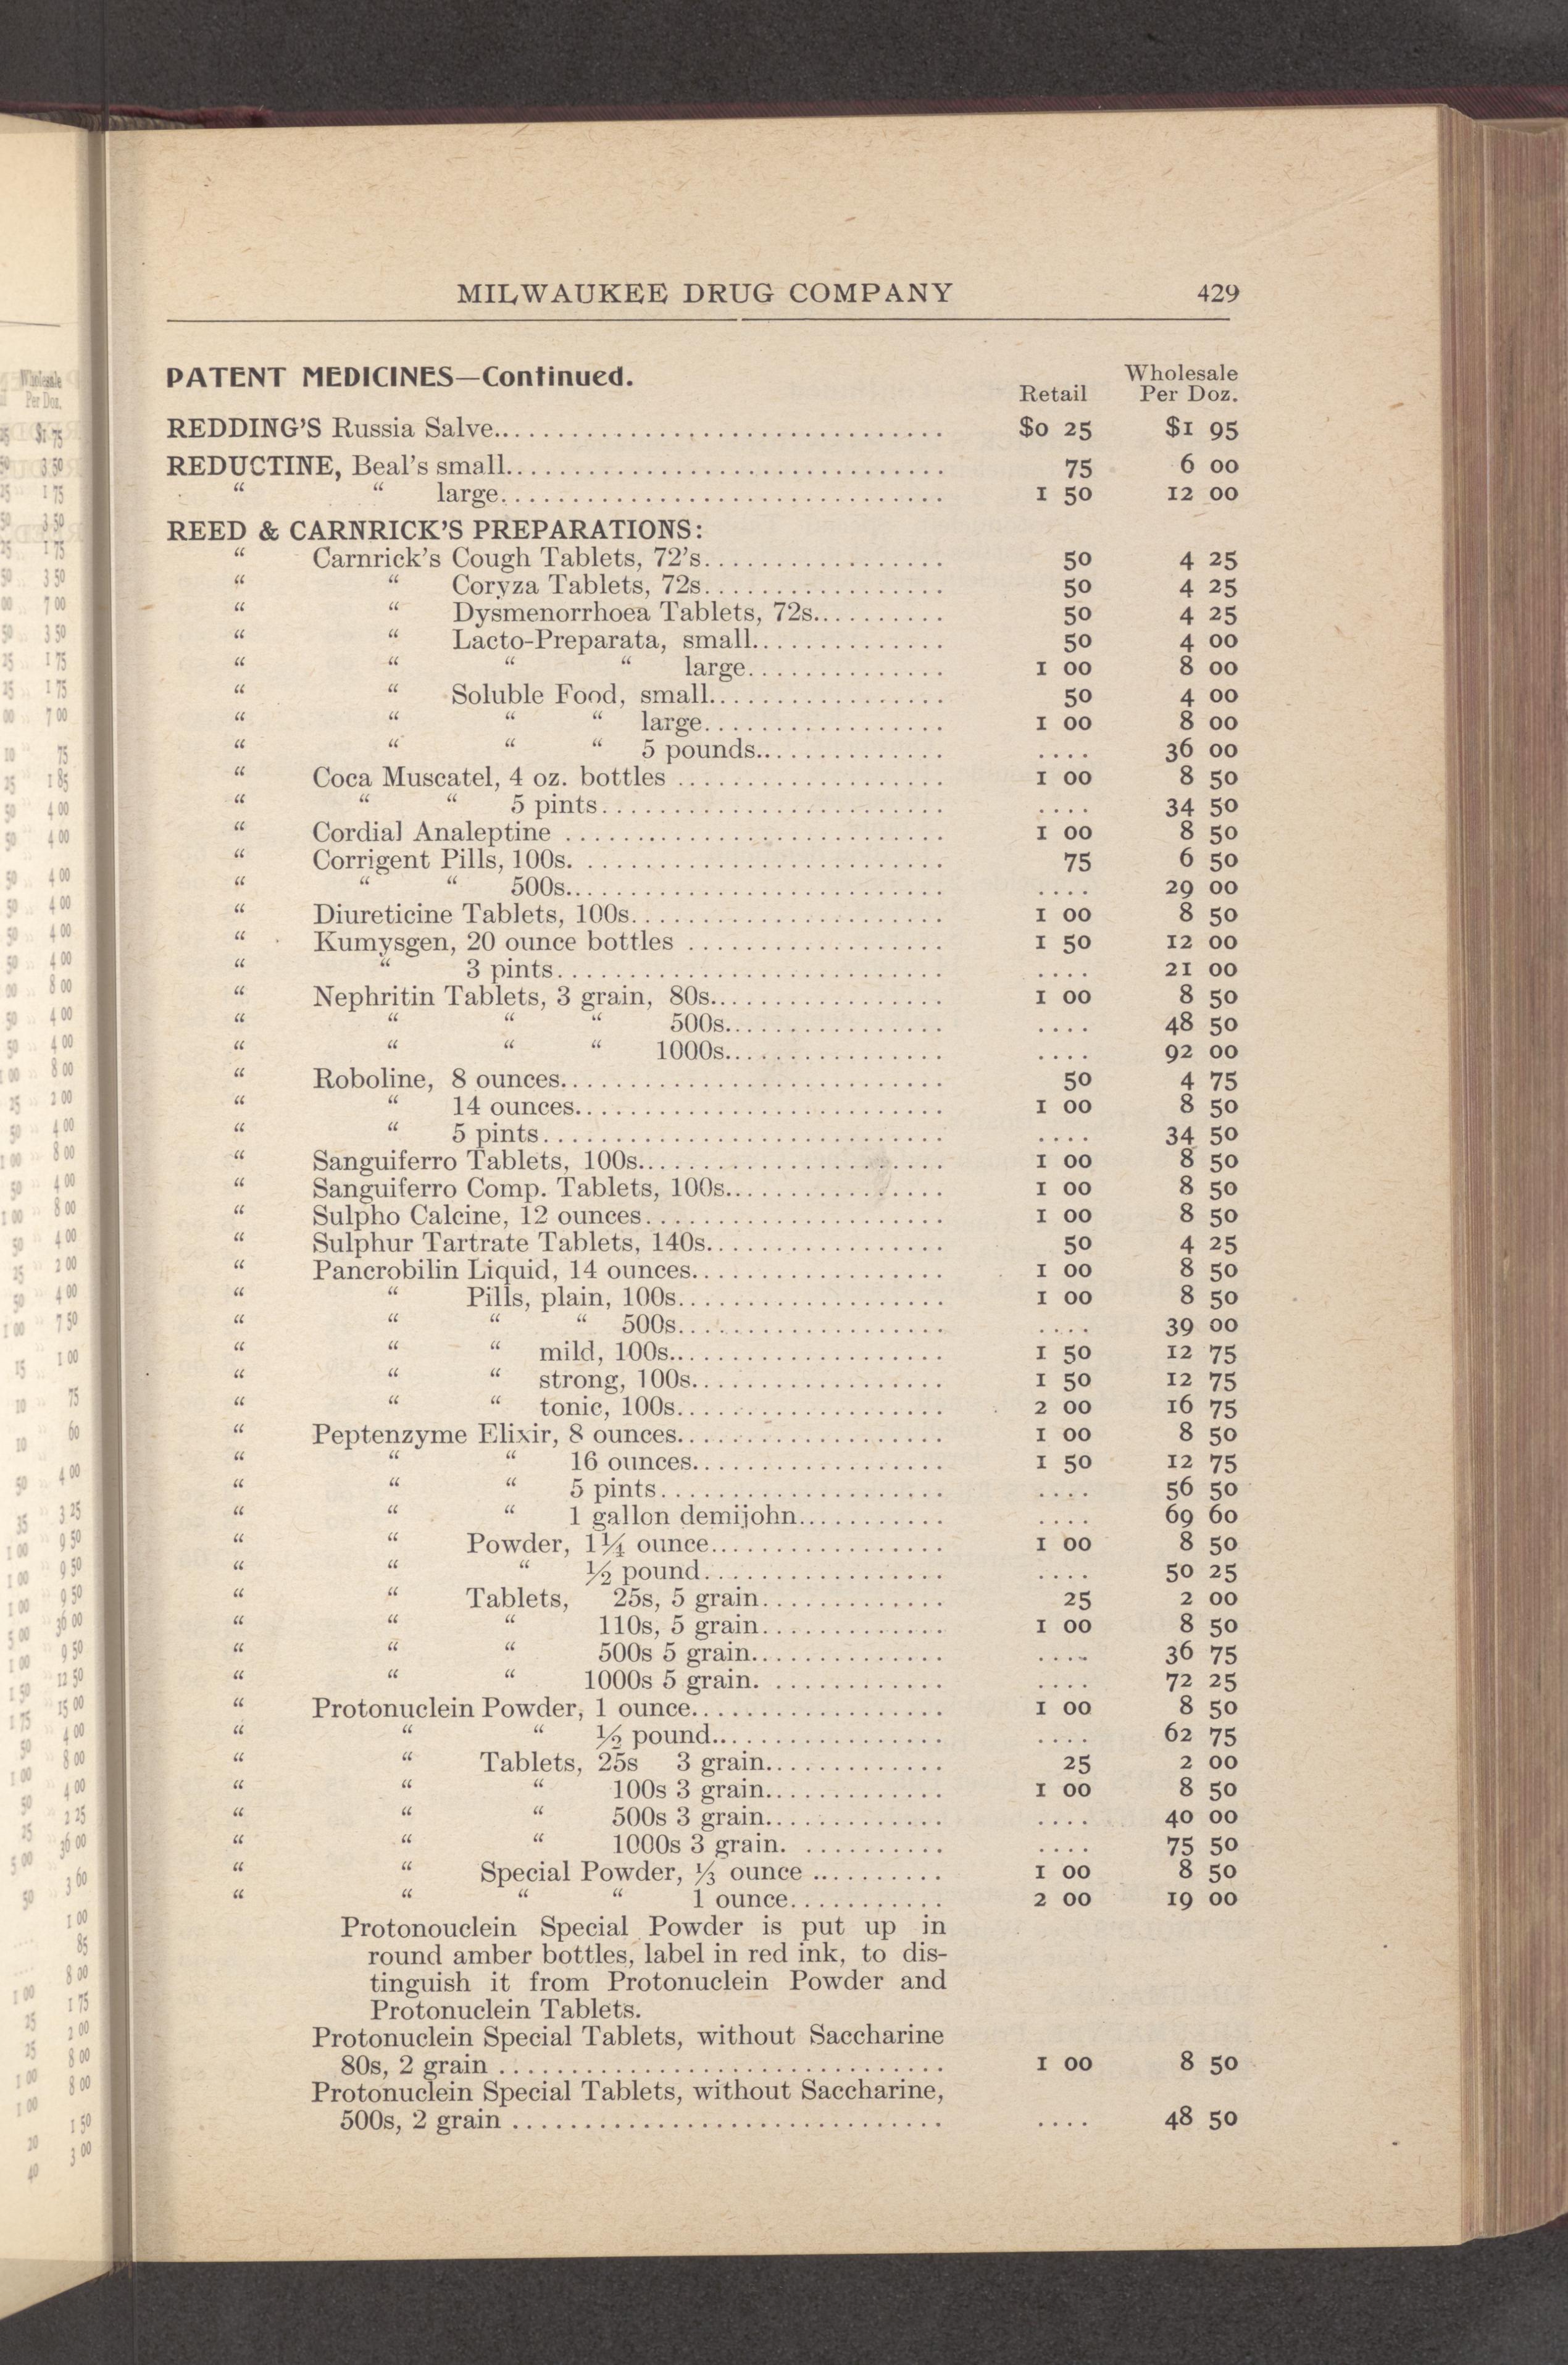 MILWAUKEE DRUG COMPANY 429
PATENT MEDICINES—Continued.
Retail Wholesale Per Doz.
REDDING'S Russia Salve.. $0 25 $1 95
REDUCTINE, Beal's small.. 75 6 00
“ “ large.. 1 50 12 00
REED & CARNRICK'S PREPARATIONS:
“ Carnrick's Cough Tablets, 72's.. 50 4 25
“ “ Coryza Tablets, 72s.. 50 4 25
“ “ Dysmenorrhoea Tablets, 72s.. 50 4 25
“ “ Lacto-Preparata, small.. 50 4 00
“ “ “ “ large.. 1 00 8 00
“ “ Soluble Food, small.. 50 4 00
“ “ “ “ large.. 1 00 8 00
“ “ “ “ 5 pounds.. .... 36 00
“ Coca Muscatel, 4 oz. bottles .. 1 00 8 50
“ “ “ 5 pints.. .... 34 50
“ Cordial Analeptine .. 1 00 8 50
“ Corrigent Pills, 100s. .. 75 6 50
“ “ “ 500s.. .... 29 00
“ Diureticine Tablets, 100s.. 1 00 8 50
“ Kumysgen, 20 ounce bottles .. 1 50 12 00
“ “ 3 pints.. .... 21 00
“ Nephritin Tablets, 3 grain, 80s.. 1 00 8 50
“ “ “ “ 500s.. .... 48 50
“ “ “ “ 1000s.. .... 92 00
“ Roboline, 8 ounces.. 50 4 75
“ “ 14 ounces.. 1 00 8 50
“ “ 5 pints.. .... 34 50
“ Sanguiferro Tablets, 100s.. 1 00 8 50
“ Sanguiferro Comp. Tablets, 100s.. 1 00 8 50
“ Sulpho Calcine, 12 ounces.. 1 00 8 50
“ Sulphur Tartrate Tablets, 140s.. 50 4 25
“ Pancrobilin Liquid, 14 ounces.. 1 00 8 50
“ “ Pills, plain, 100s.. 1 00 8 50
“ “ “ “ 500s.. .... 39 00
“ “ “ mild, 100s.. 1 50 12 75
“ “ “ strong, 100s.. 1 50 12 75
“ “ “ tonic, 100s.. 2 00 16 75
“ Peptenzyme Elixir, 8 ounces.. 1 00 8 50
“ “ “ 16 ounces.. 1 50 12 75
“ “ “ 5 pints.. .... 56 50
“ “ “ 1 gallon demijohn.. .... 69 60
“ “ Powder, 1¼ ounce.. 1 00 8 50
“ “ “ ½ pound.. .... 50 25
“ “ Tablets, 25s, 5 grain.. 25 2 00
“ “ “ 110s, 5 grain.. 1 00 8 50
“ “ “ 500s 5 grain.. .... 36 75
“ “ “ 1000s 5 grain. .. .... 72 25
“ Protonuclein Powder, 1 ounce.. 1 00 8 50
“ “ “ ½ pound.. .... 62 75
“ “ Tablets, 25s 3 grain.. 25 2 00
“ “ “ 100s 3 grain.. 1 00 8 50
“ “ “ 500s 3 grain.. .... 40 00
“ “ “ 1000s 3 grain. .. .... 75 50
“ “ Special Powder, ⅓ ounce .. 1 00 8 50
“ “ “ “ 1 ounce.. 2 00 19 00
Protonouclein Special Powder is put up in
round amber bottles, label in red ink, to dis-
tinguish it from Protonuclein Powder and
Protonuclein Tablets.
Protonuclein Special Tablets, without Saccharine
80s, 2 grain .. 1 00 8 50
Protonuclein Special Tablets, without Saccharine,
500s, 2 grain .. .... 48 50